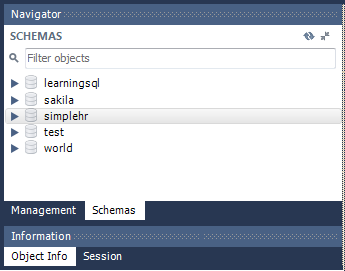 Navigator
SCHEMAS
Filter objects
learningsql
sakila
simplehr
test
world
Management Schemas
Information
Object Info Session